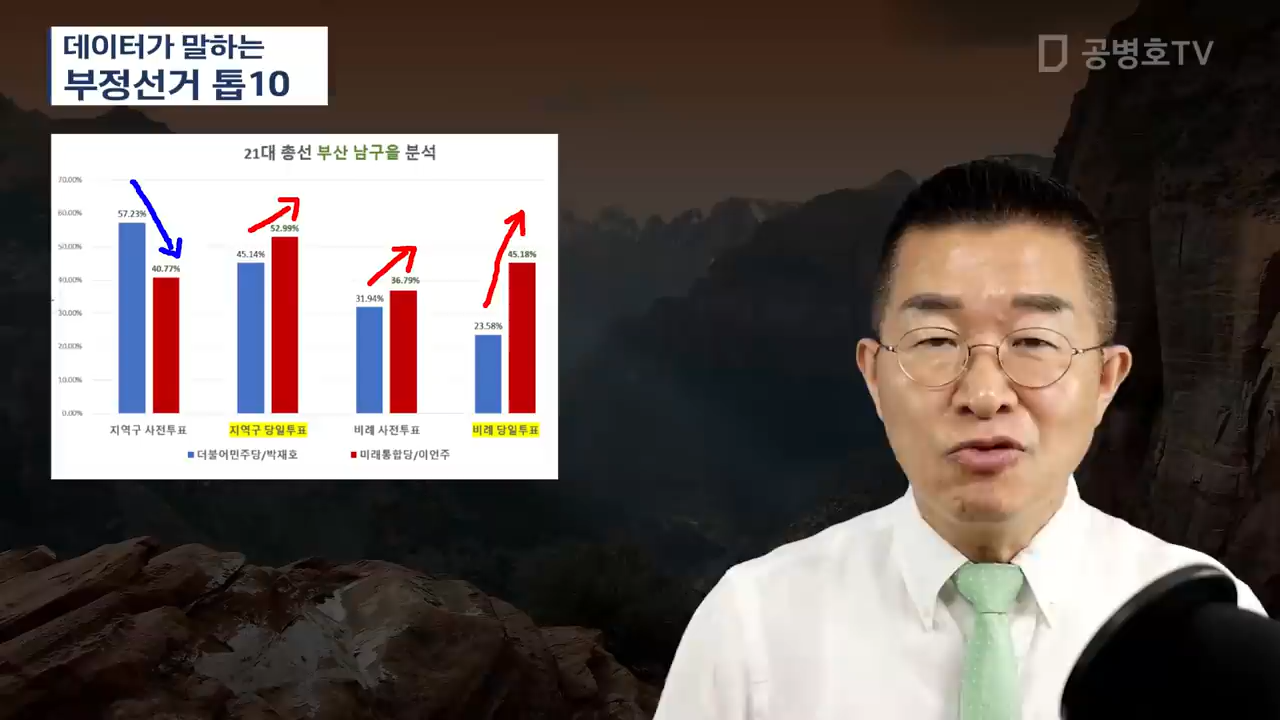 데이터가 말하는
부정선거 톱10
공병호TV
21대 총선 부산 남구을 분석
70.00%
60.00%
50.00%
40.00%
30.00%
20.00%
10.00%
0.00%
57.23%
40.77%
45.14%
52.99%
31.94%
36.79%
23.58%
45.18%
지역구 사전투표
지역구 당일투표
비례 사전투표
비례 당일투표
더불어민주당/박재호
미래통합당/이언주